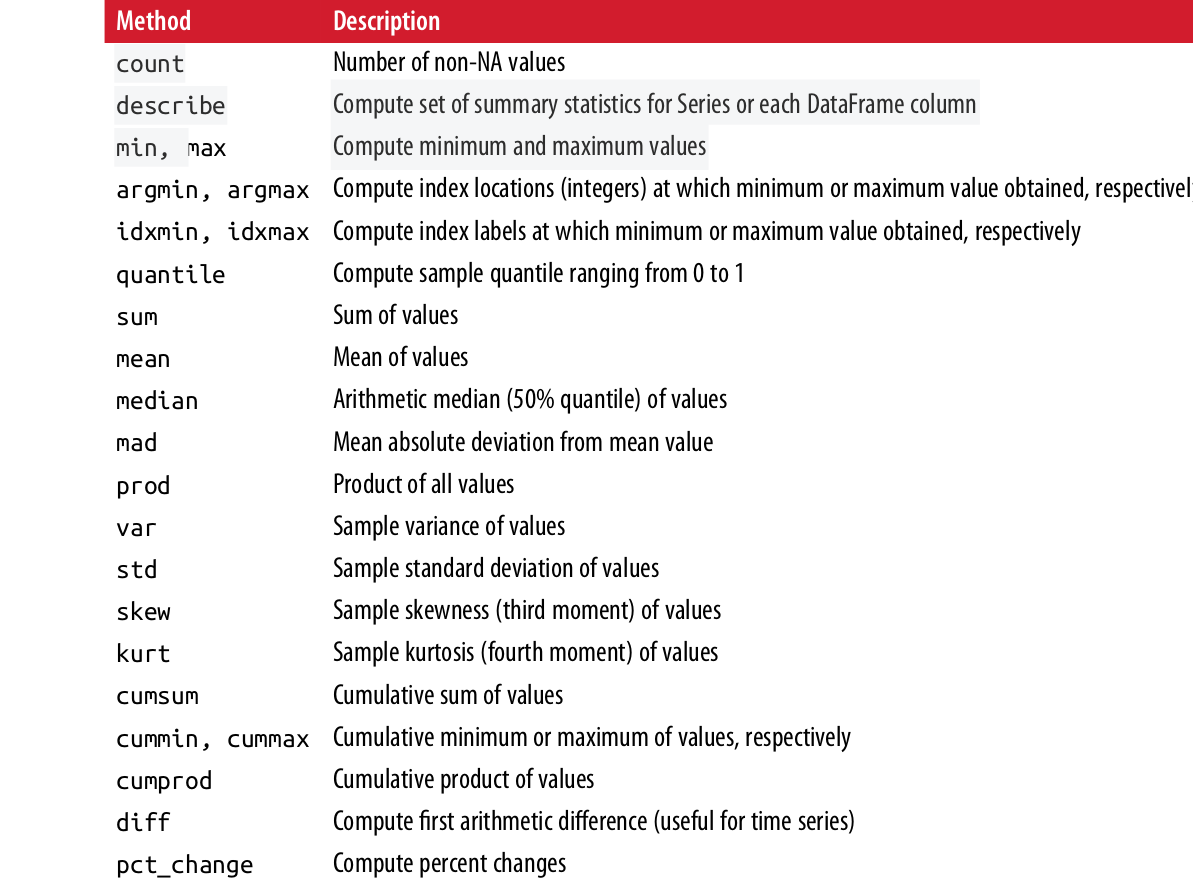 Method Description
count Number of non-NA values
describe Compute set of summary statistics for Series or each DataFrame column
min, max Compute minimum and maximum values
argmin, argmax Compute index locations (integers) at which minimum or maximum value obtained,
idxmin, idxmax Compute index labels at which minimum or maximum value obtained, respectively
quantile Compute sample quantile ranging from 0 to 1
sum Sum of values
mean Mean of values
median Arithmetic median (50% quantile) of values
mad Mean absolute deviation from mean value
prod Product of all values
var Sample variance of values
std Sample standard deviation of values
skew Sample skewness (third moment) of values
kurt Sample kurtosis (fourth moment) of values
cumsum Cumulative sum of values
cummin, cummax Cumulative minimum or maximum of values, respectively
cumprod Cumulative product of values
diff Compute first arithmetic difference (useful for time series)
pct_change Compute percent changes